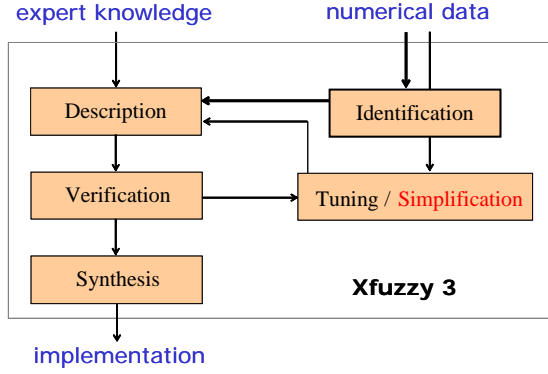 expert knowledge
numerical data
Description
Identification
Verification
Tuning / Simplification
Synthesis
Xfuzzy 3
implementation